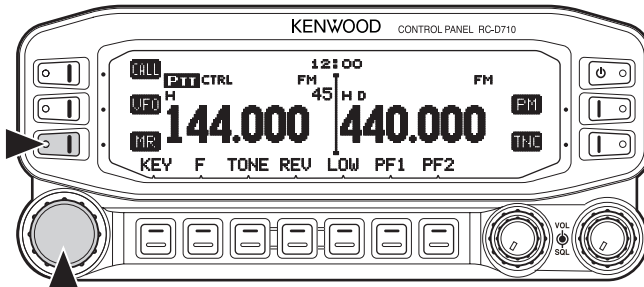 KENWOOD CONTROL PANEL RC-D710
12:00
CALL PTT CTRL FM 45 FM
VFO H H D PM
MR 144.000 440.000 TNC
KEY F TONE REV LOW PF1 PF2
VOL
SQL